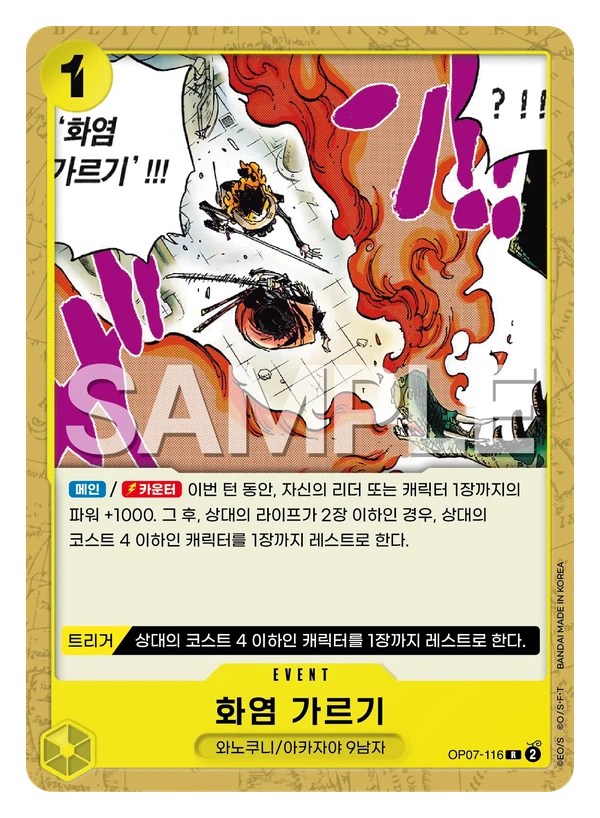 1
'화염
가르기' !!!
? !!
SAMPLE
메인 / 카운터 이번 턴 동안, 자신의 리더 또는 캐릭터 1장까지의
파워 +1000. 그 후, 상대의 라이프가 2장 이하인 경우, 상대의
코스트 4 이하인 캐릭터를 1장까지 레스트로 한다.
트리거 상대의 코스트 4 이하인 캐릭터를 1장까지 레스트로 한다.
EVENT
화염 가르기
와노쿠니/아카자야 9남자
OP07-116 R 2
©EO/S ©O/S·F·T BANDAI MADE IN KOREA